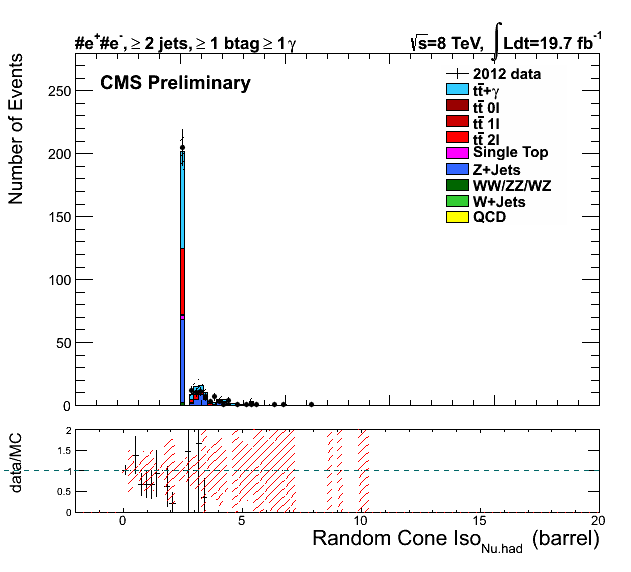 #e⁺#e⁻, ≥ 2 jets, ≥ 1 btag ≥ 1 γ
√s=8 TeV, ∫ Ldt=19.7 fb⁻¹
CMS Preliminary
2012 data
tt̄+γ
tt̄ 0l
tt̄ 1l
tt̄ 2l
Single Top
Z+Jets
WW/ZZ/WZ
W+Jets
QCD
Number of Events
250
200
150
100
50
0
data/MC
2
1.5
1
0.5
0
0 5 10 15 20
Random Cone Iso_Nu.had (barrel)